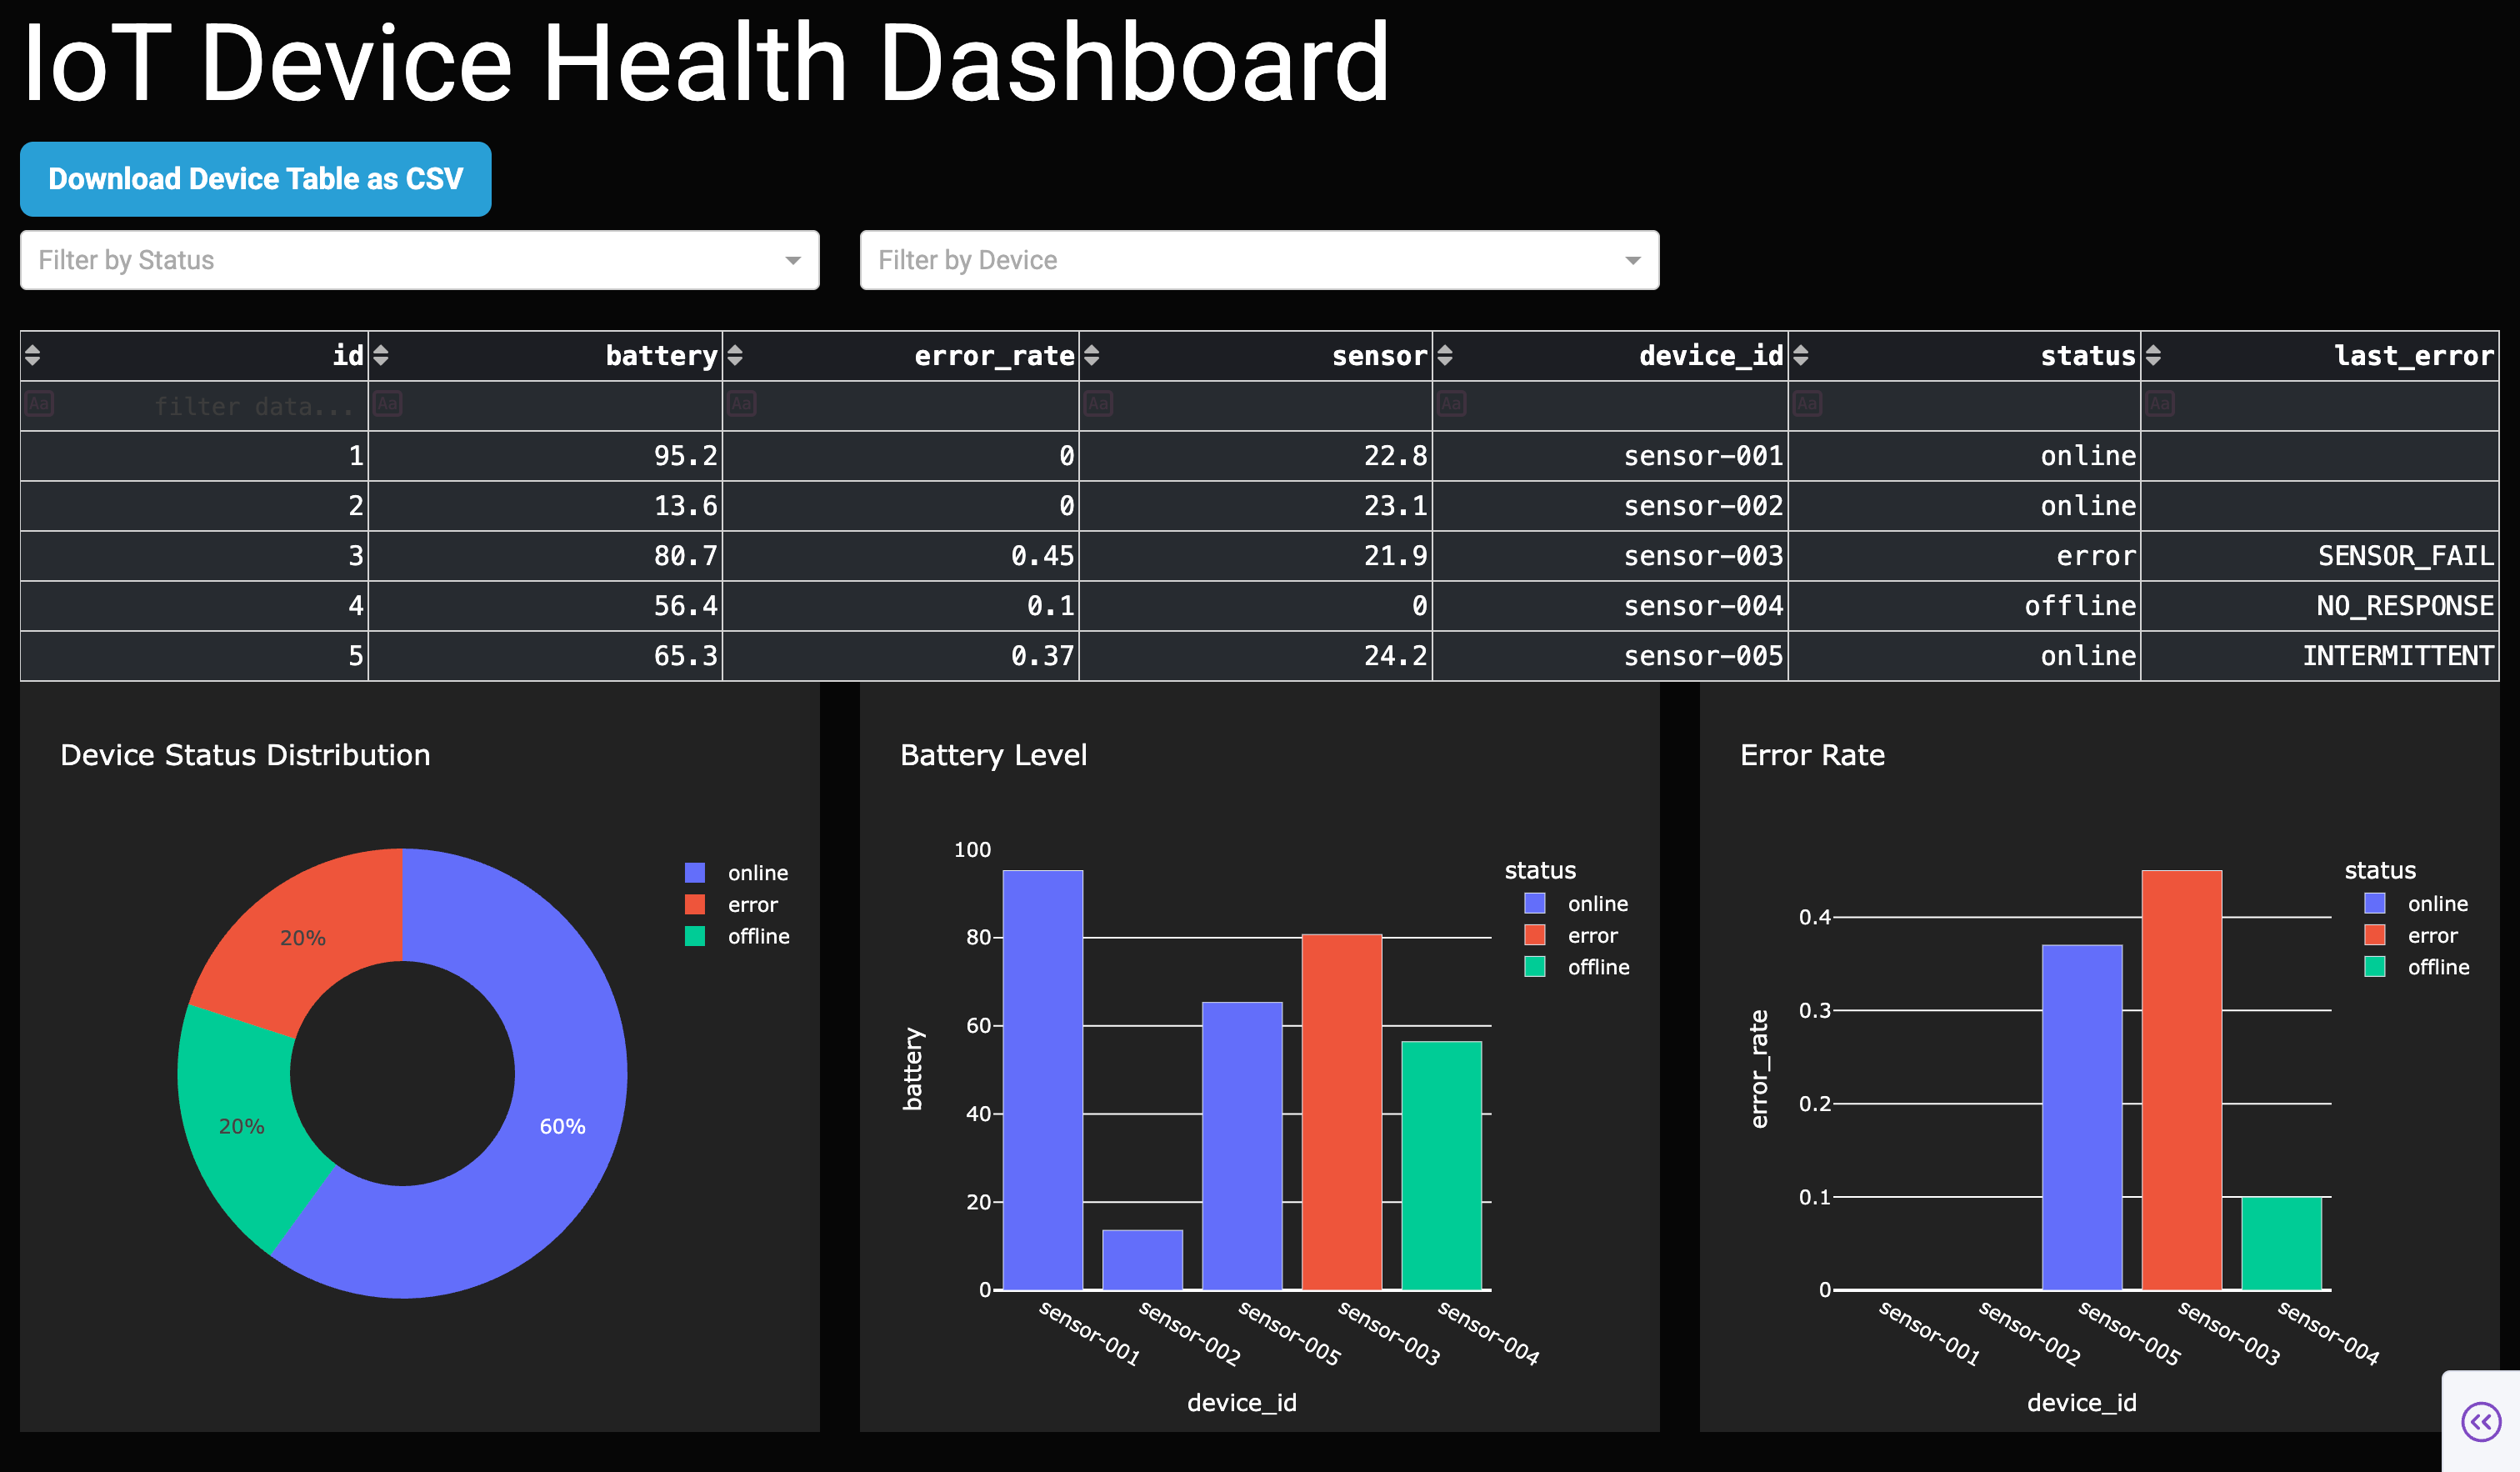 IoT Device Health Dashboard
Download Device Table as CSV
Filter by Status
Filter by Device
id battery error_rate sensor device_id status last_error
Aa filter data... Aa Aa Aa Aa Aa Aa
1 95.2 0 22.8 sensor-001 online
2 13.6 0 23.1 sensor-002 online
3 80.7 0.45 21.9 sensor-003 error SENSOR_FAIL
4 56.4 0.1 0 sensor-004 offline NO_RESPONSE
5 65.3 0.37 24.2 sensor-005 online INTERMITTENT
Device Status Distribution
online
error
offline
20%
20%
60%
Battery Level
100
80
60
40
20
0
battery
sensor-001
sensor-002
sensor-005
sensor-003
sensor-004
device_id
status
online
error
offline
Error Rate
0.4
0.3
0.2
0.1
0
error_rate
sensor-001
sensor-002
sensor-005
sensor-003
sensor-004
device_id
status
online
error
offline